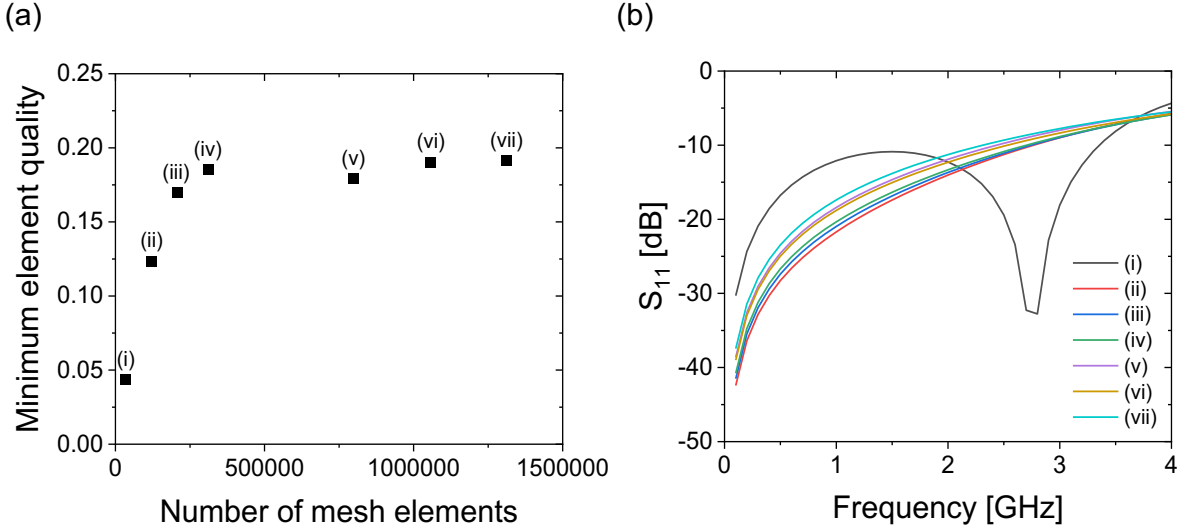 (a)
0.25
0.20
0.15
0.10
0.05
0.00
Minimum element quality
(i)
(ii)
(iii)
(iv)
(v)
(vi)
(vii)
0
500000
1000000
1500000
Number of mesh elements
(b)
0
-10
-20
-30
-40
-50
S11 [dB]
(i)
(ii)
(iii)
(iv)
(v)
(vi)
(vii)
0
1
2
3
4
Frequency [GHz]